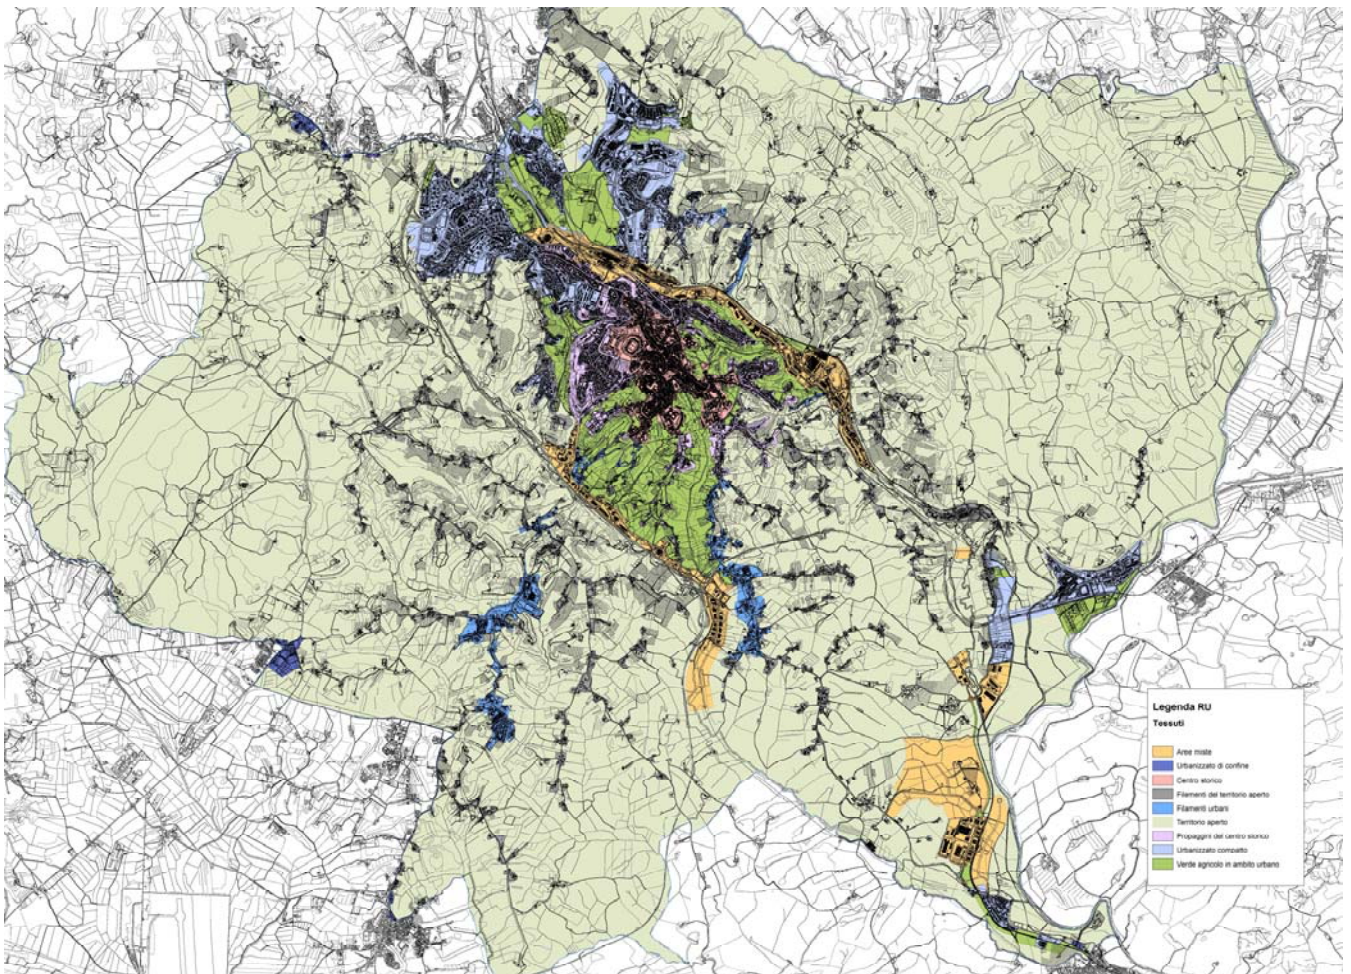 Legenda RU
Tessuti
Aree miste
Urbanizzato di confine
Centro storico
Filamenti del territorio aperto
Filamenti urbani
Territorio aperto
Propaggini del centro storico
Urbanizzato compatto
Verde agricolo in ambito urbano